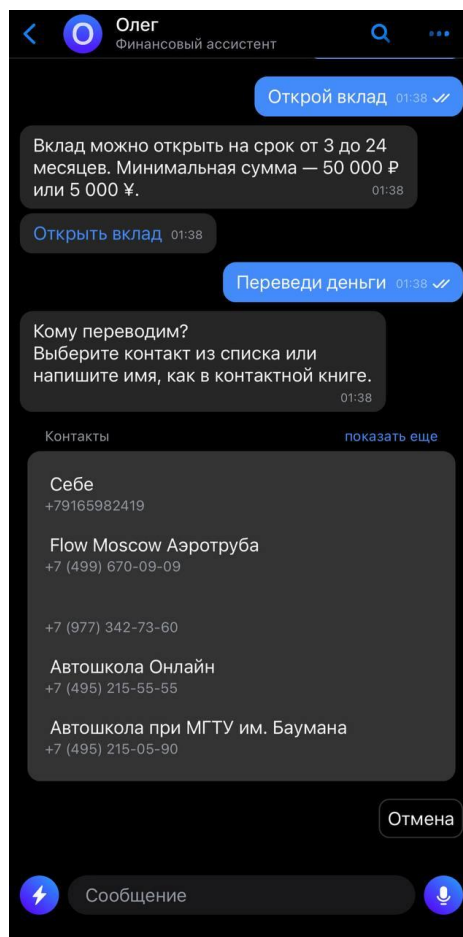 Олег
Финансовый ассистент
Открой вклад 01:38
Вклад можно открыть на срок от 3 до 24
месяцев. Минимальная сумма — 50 000 ₽
или 5 000 ¥.
01:38
Открыть вклад 01:38
Переведи деньги 01:38
Кому переводим?
Выберите контакт из списка или
напишите имя, как в контактной книге.
01:38
Контакты
показать еще
Себе
+79165982419
Flow Moscow Аэротруба
+7 (499) 670-09-09
+7 (977) 342-73-60
Автошкола Онлайн
+7 (495) 215-55-55
Автошкола при МГТУ им. Баумана
+7 (495) 215-05-90
Отмена
Сообщение